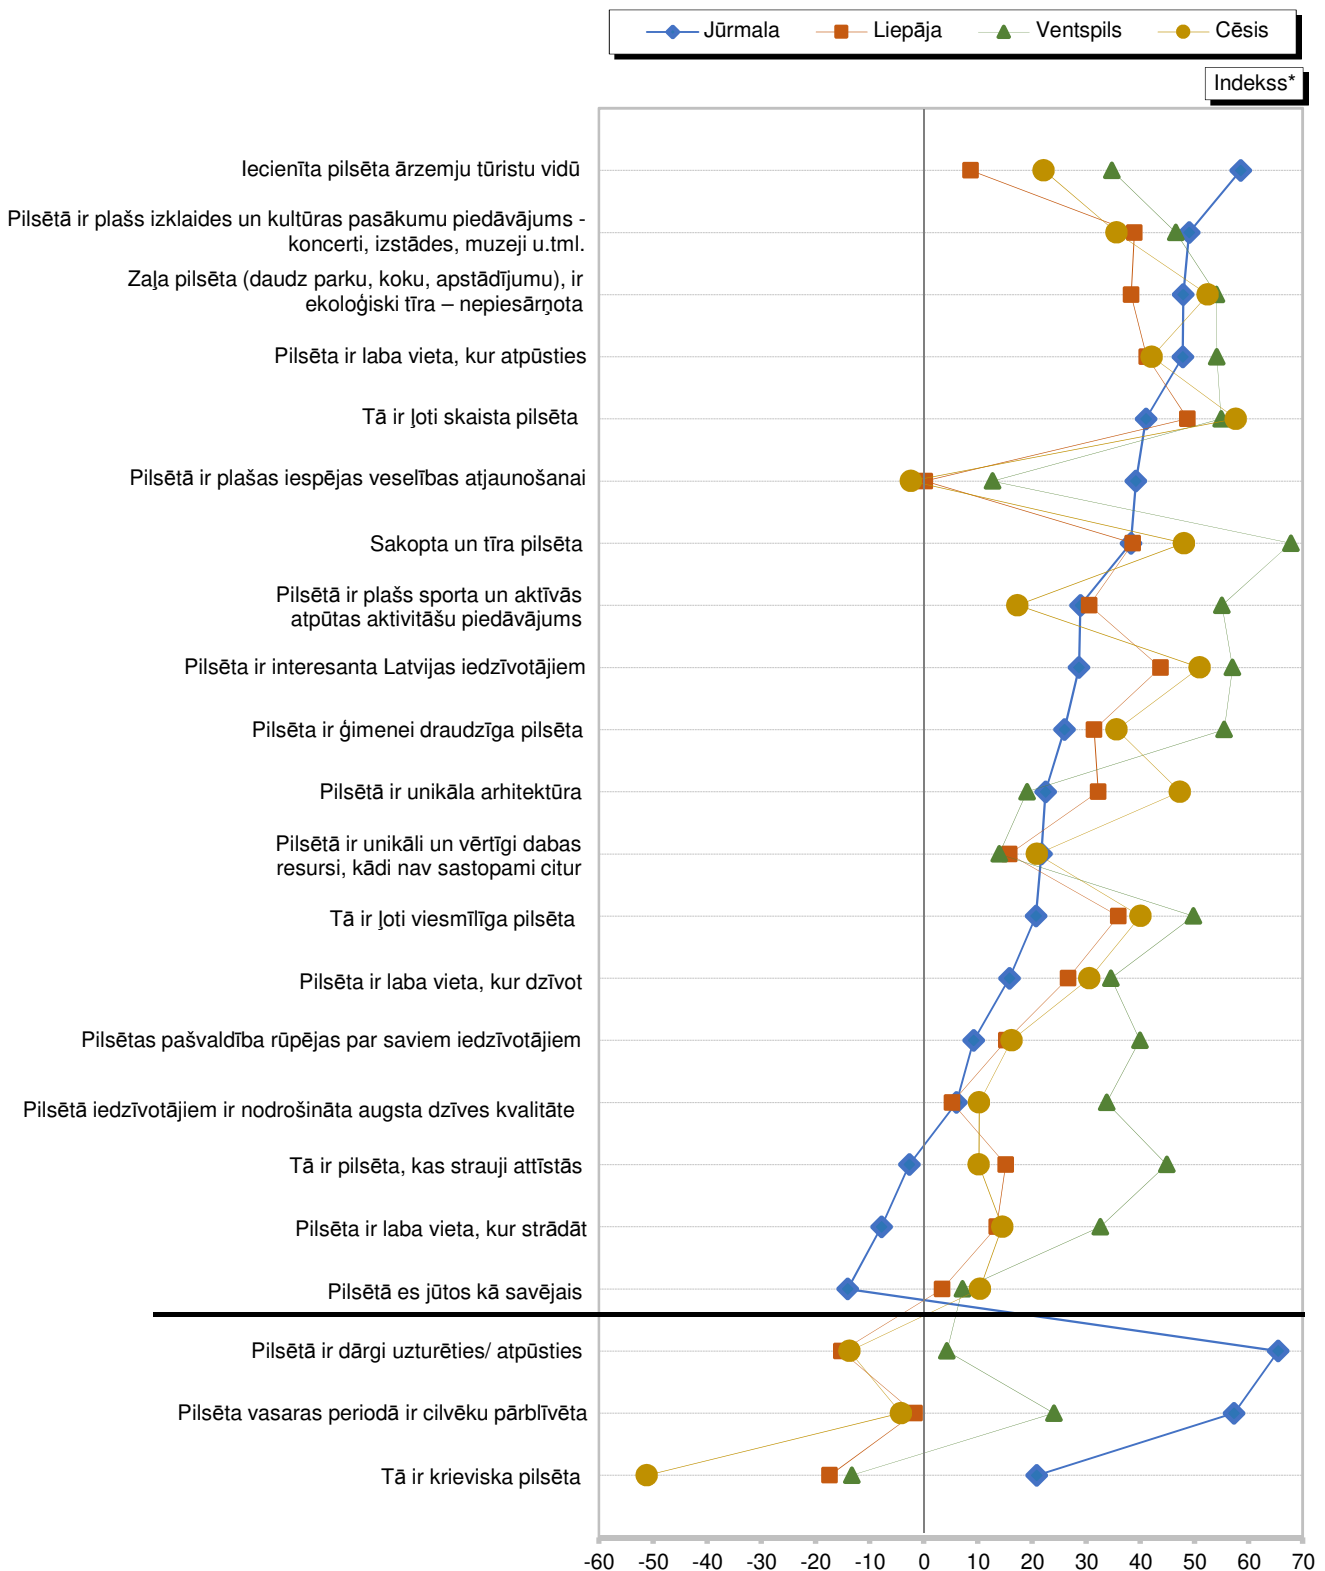 Jūrmala Liepāja Ventspils Cēsis
Indekss*
Iecienīta pilsēta ārzemju tūristu vidū
Pilsētā ir plašs izklaides un kultūras pasākumu piedāvājums -
koncerti, izstādes, muzeji u.tml.
Zaļa pilsēta (daudz parku, koku, apstādījumu), ir
ekoloģiski tīra – nepiesārņota
Pilsēta ir laba vieta, kur atpūsties
Tā ir ļoti skaista pilsēta
Pilsētā ir plašas iespējas veselības atjaunošanai
Sakopta un tīra pilsēta
Pilsētā ir plašs sporta un aktīvās
atpūtas aktivitāšu piedāvājums
Pilsēta ir interesanta Latvijas iedzīvotājiem
Pilsēta ir ģimenei draudzīga pilsēta
Pilsētā ir unikāla arhitektūra
Pilsētā ir unikāli un vērtīgi dabas
resursi, kādi nav sastopami citur
Tā ir ļoti viesmīlīga pilsēta
Pilsēta ir laba vieta, kur dzīvot
Pilsētas pašvaldība rūpējas par saviem iedzīvotājiem
Pilsētā iedzīvotājiem ir nodrošināta augsta dzīves kvalitāte
Tā ir pilsēta, kas strauji attīstās
Pilsēta ir laba vieta, kur strādāt
Pilsētā es jūtos kā savējais
Pilsētā ir dārgi uzturēties/ atpūsties
Pilsēta vasaras periodā ir cilvēku pārblīvēta
Tā ir krieviska pilsēta
-60 -50 -40 -30 -20 -10 0 10 20 30 40 50 60 70